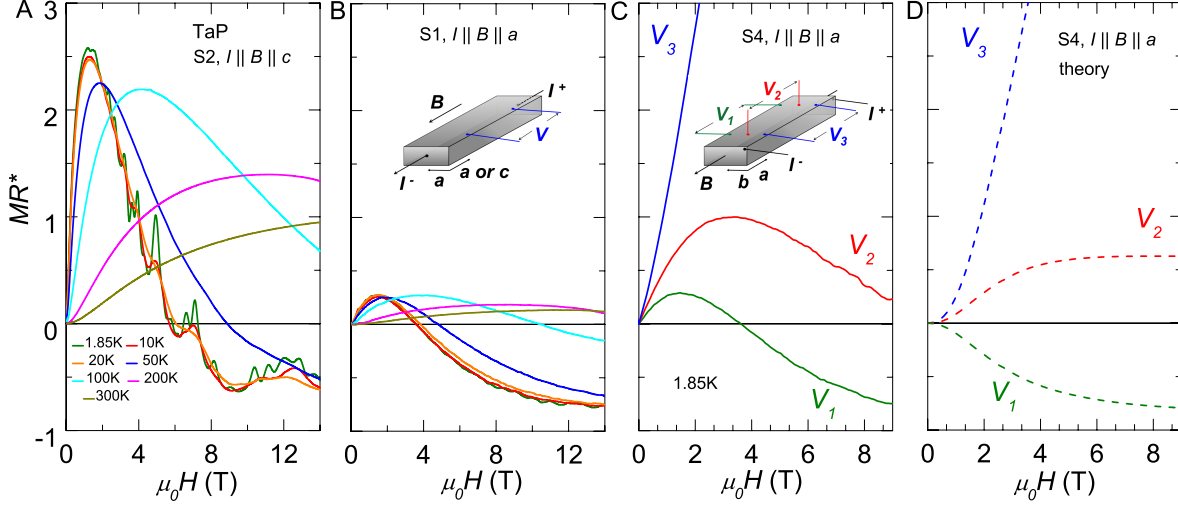 A
TaP
S2, I || B || c
MR*
3
2
1
0
-1
1.85K
10K
20K
50K
100K
200K
300K
0 4 8 12
μ0H (T)
B
S1, I || B || a
B
I+
V
I-
a
a or c
0 4 8 12
μ0H (T)
C
V3
S4, I || B || a
V2
V1
I+
V3
I-
B
b
a
V2
V1
1.85K
0 2 4 6 8
μ0H (T)
D
V3
S4, I || B || a
theory
V2
V1
0 2 4 6 8
μ0H (T)